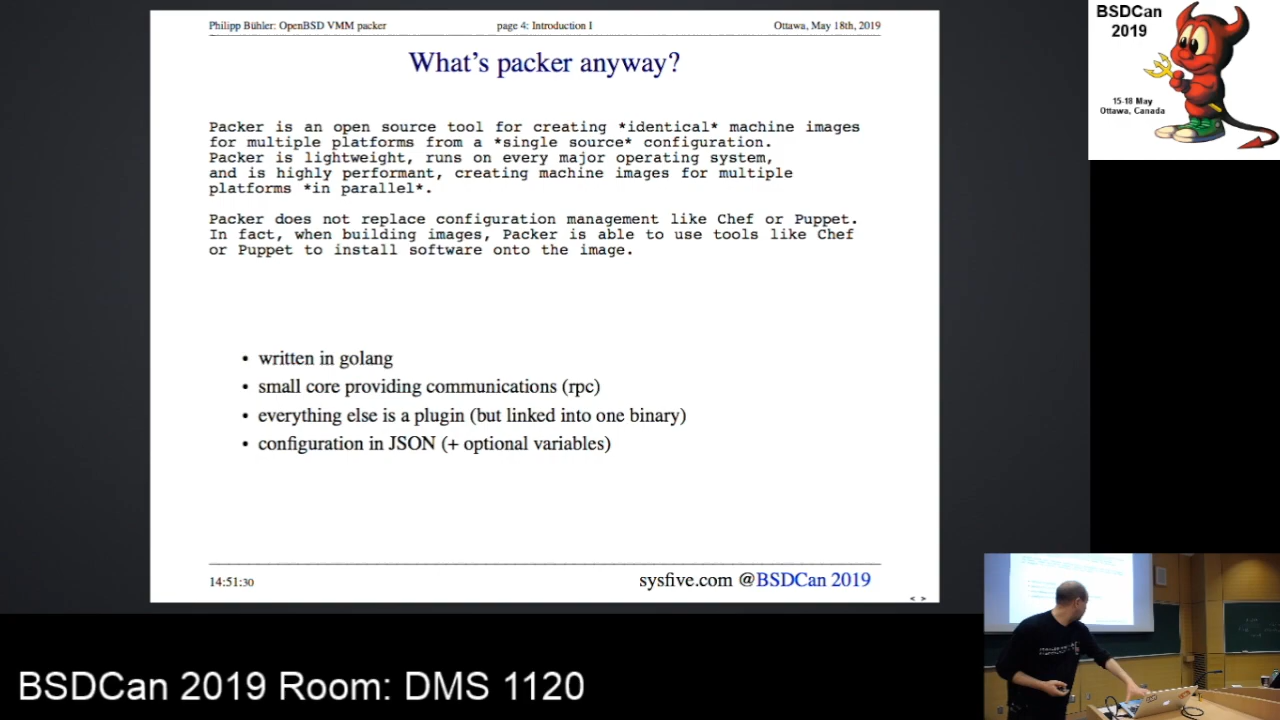 Philipp Bühler: OpenBSD VMM packer
page 4: Introduction I
Ottawa, May 18th, 2019
What's packer anyway?
Packer is an open source tool for creating *identical* machine images
for multiple platforms from a *single source* configuration.
Packer is lightweight, runs on every major operating system,
and is highly performant, creating machine images for multiple
platforms *in parallel*.
Packer does not replace configuration management like Chef or Puppet.
In fact, when building images, Packer is able to use tools like Chef
or Puppet to install software onto the image.
• written in golang
• small core providing communications (rpc)
• everything else is a plugin (but linked into one binary)
• configuration in JSON (+ optional variables)
14:51:30
sysfive.com @BSDCan 2019
< >
BSDCan
2019
15-18 May
Ottawa, Canada
BSDCan 2019 Room: DMS 1120